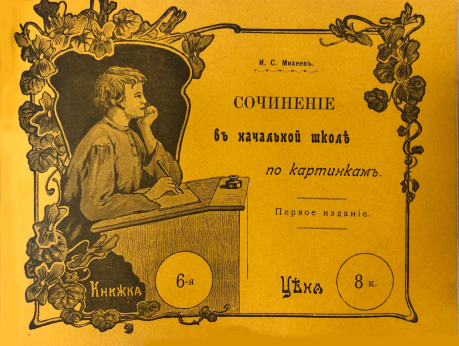 И. С. Михеевъ.
СОЧИНЕНІЕ
въ начальной школѣ
по картинкамъ.
Первое изданіе.
Книжка 6-я
Цѣна 8 к.